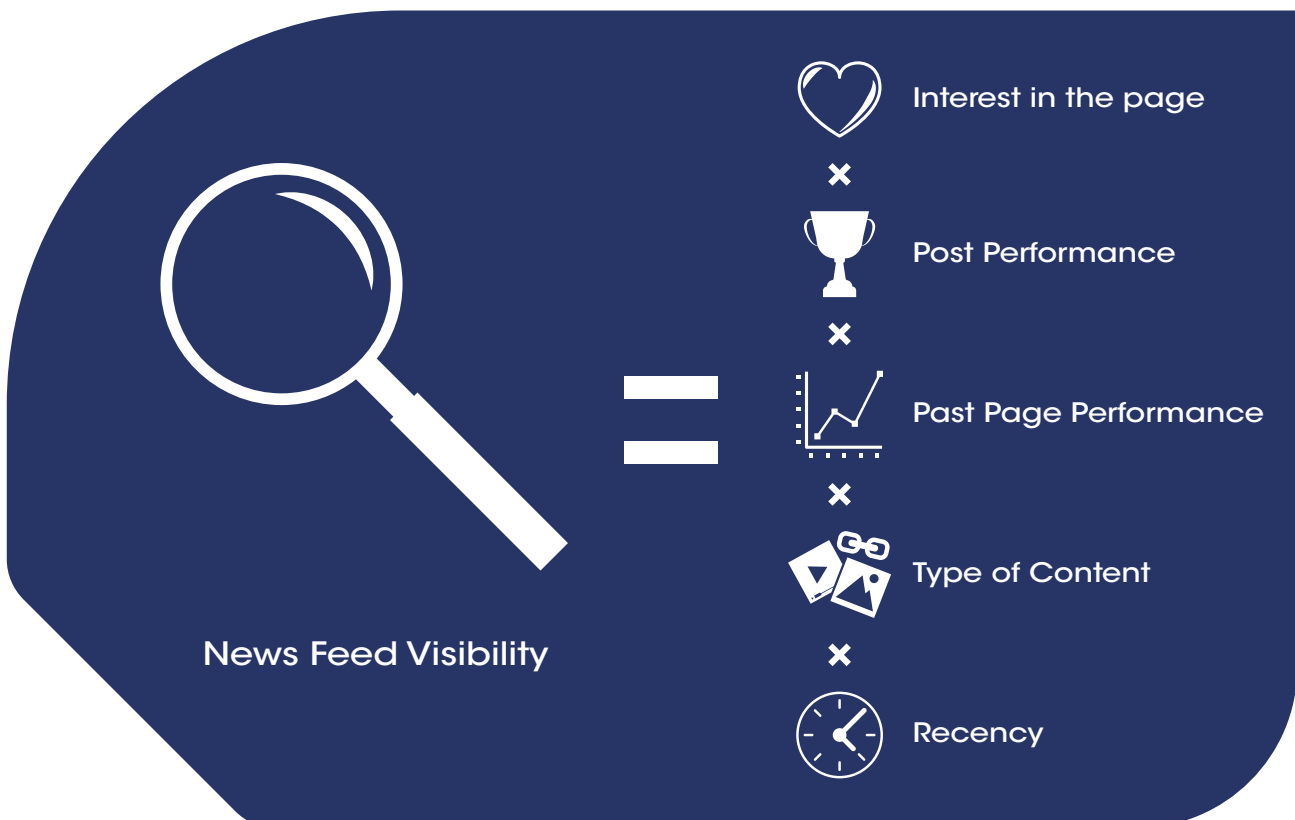 Interest in the page
Post Performance
Past Page Performance
Type of Content
News Feed Visibility
Recency